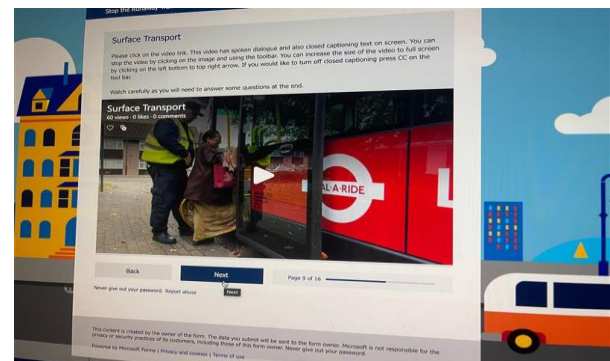 Stop the Runaway
Surface Transport
Please click on the video link. This video has spoken dialogue and also closed captioning text on screen. You can
stop the video by clicking on the image and using the toolbar. You can increase the size of the video to full screen
by clicking on the left bottom to top right arrow. If you would like to turn off closed captioning press CC on the
tool bar.
Watch carefully as you will need to answer some questions at the end.
Surface Transport
60 views · 0 likes · 0 comments
AL·A·RIDE
L
Back
Next
Page 9 of 16
Never give out your password. Report abuse
Next
This content is created by the owner of the form. The data you submit will be sent to the form owner. Microsoft is not responsible for the
privacy or security practices of its customers, including those of this form owner. Never give out your password.
Powered by Microsoft Forms | Privacy and cookies | Terms of use